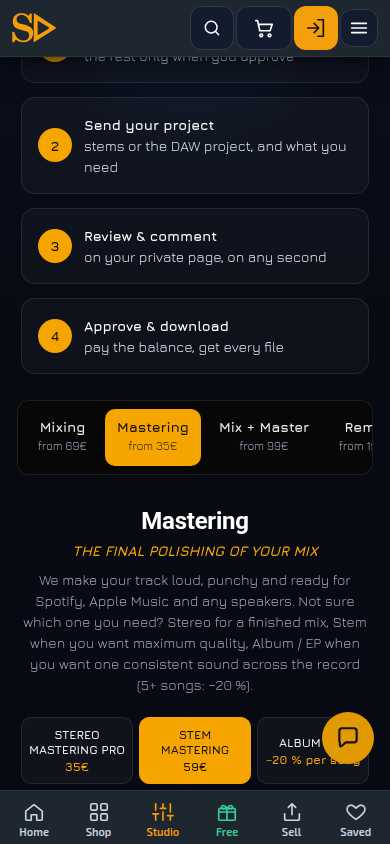 the rest only when you approve
2
Send your project
stems or the DAW project, and what you
need
3
Review & comment
on your private page, on any second
4
Approve & download
pay the balance, get every file
Mixing
from 69€
Mastering
from 35€
Mix + Master
from 99€
Rem
from 1
Mastering
THE FINAL POLISHING OF YOUR MIX
We make your track loud, punchy and ready for
Spotify, Apple Music and any speakers. Not sure
which one you need? Stereo for a finished mix, Stem
when you want maximum quality, Album / EP when
you want one consistent sound across the record
(5+ songs: −20 %).
STEREO
MASTERING PRO
35€
STEM
MASTERING
59€
ALBUM
−20 % per
Home
Shop
Studio
Free
Sell
Saved